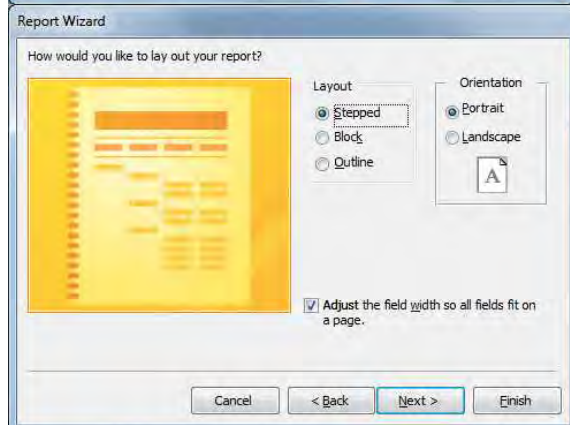 Report Wizard
How would you like to lay out your report?
Layout
Stepped
Block
Outline
Orientation
Portrait
Landscape
A
Adjust the field width so all fields fit on
a page.
Cancel
< Back
Next >
Finish